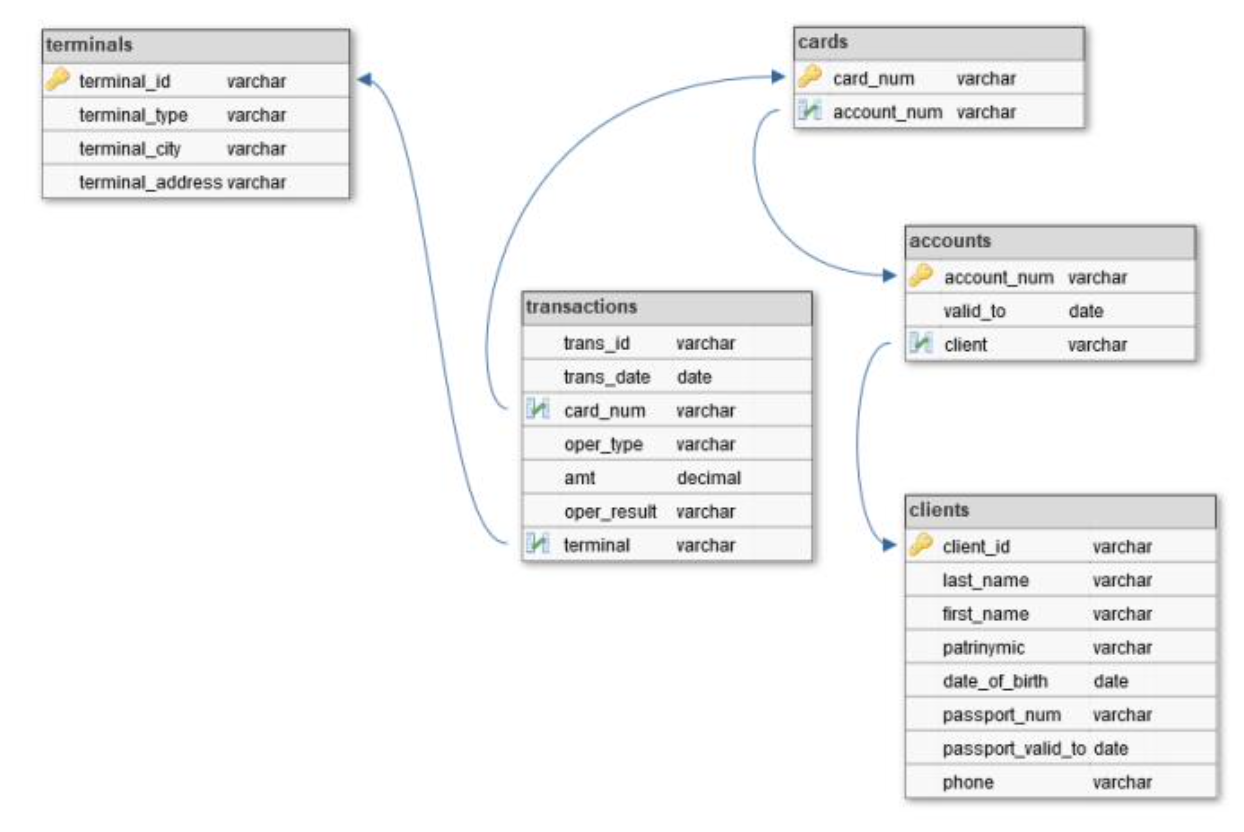 terminals
terminal_id varchar
terminal_type varchar
terminal_city varchar
terminal_address varchar
cards
card_num varchar
account_num varchar
transactions
trans_id varchar
trans_date date
card_num varchar
oper_type varchar
amt decimal
oper_result varchar
terminal varchar
accounts
account_num varchar
valid_to date
client varchar
clients
client_id varchar
last_name varchar
first_name varchar
patrinymic varchar
date_of_birth date
passport_num varchar
passport_valid_to date
phone varchar